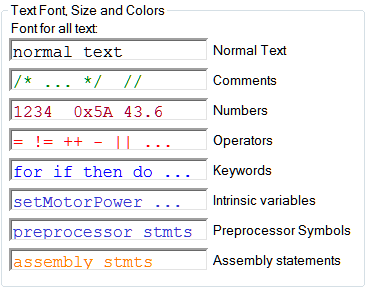 Text Font, Size and Colors
Font for all text:
normal text Normal Text
/* ... */ // Comments
1234 0x5A 43.6 Numbers
= != ++ - || ... Operators
for if then do ... Keywords
setMotorPower ... Intrinsic variables
preprocessor stmts Preprocessor Symbols
assembly stmts Assembly statements